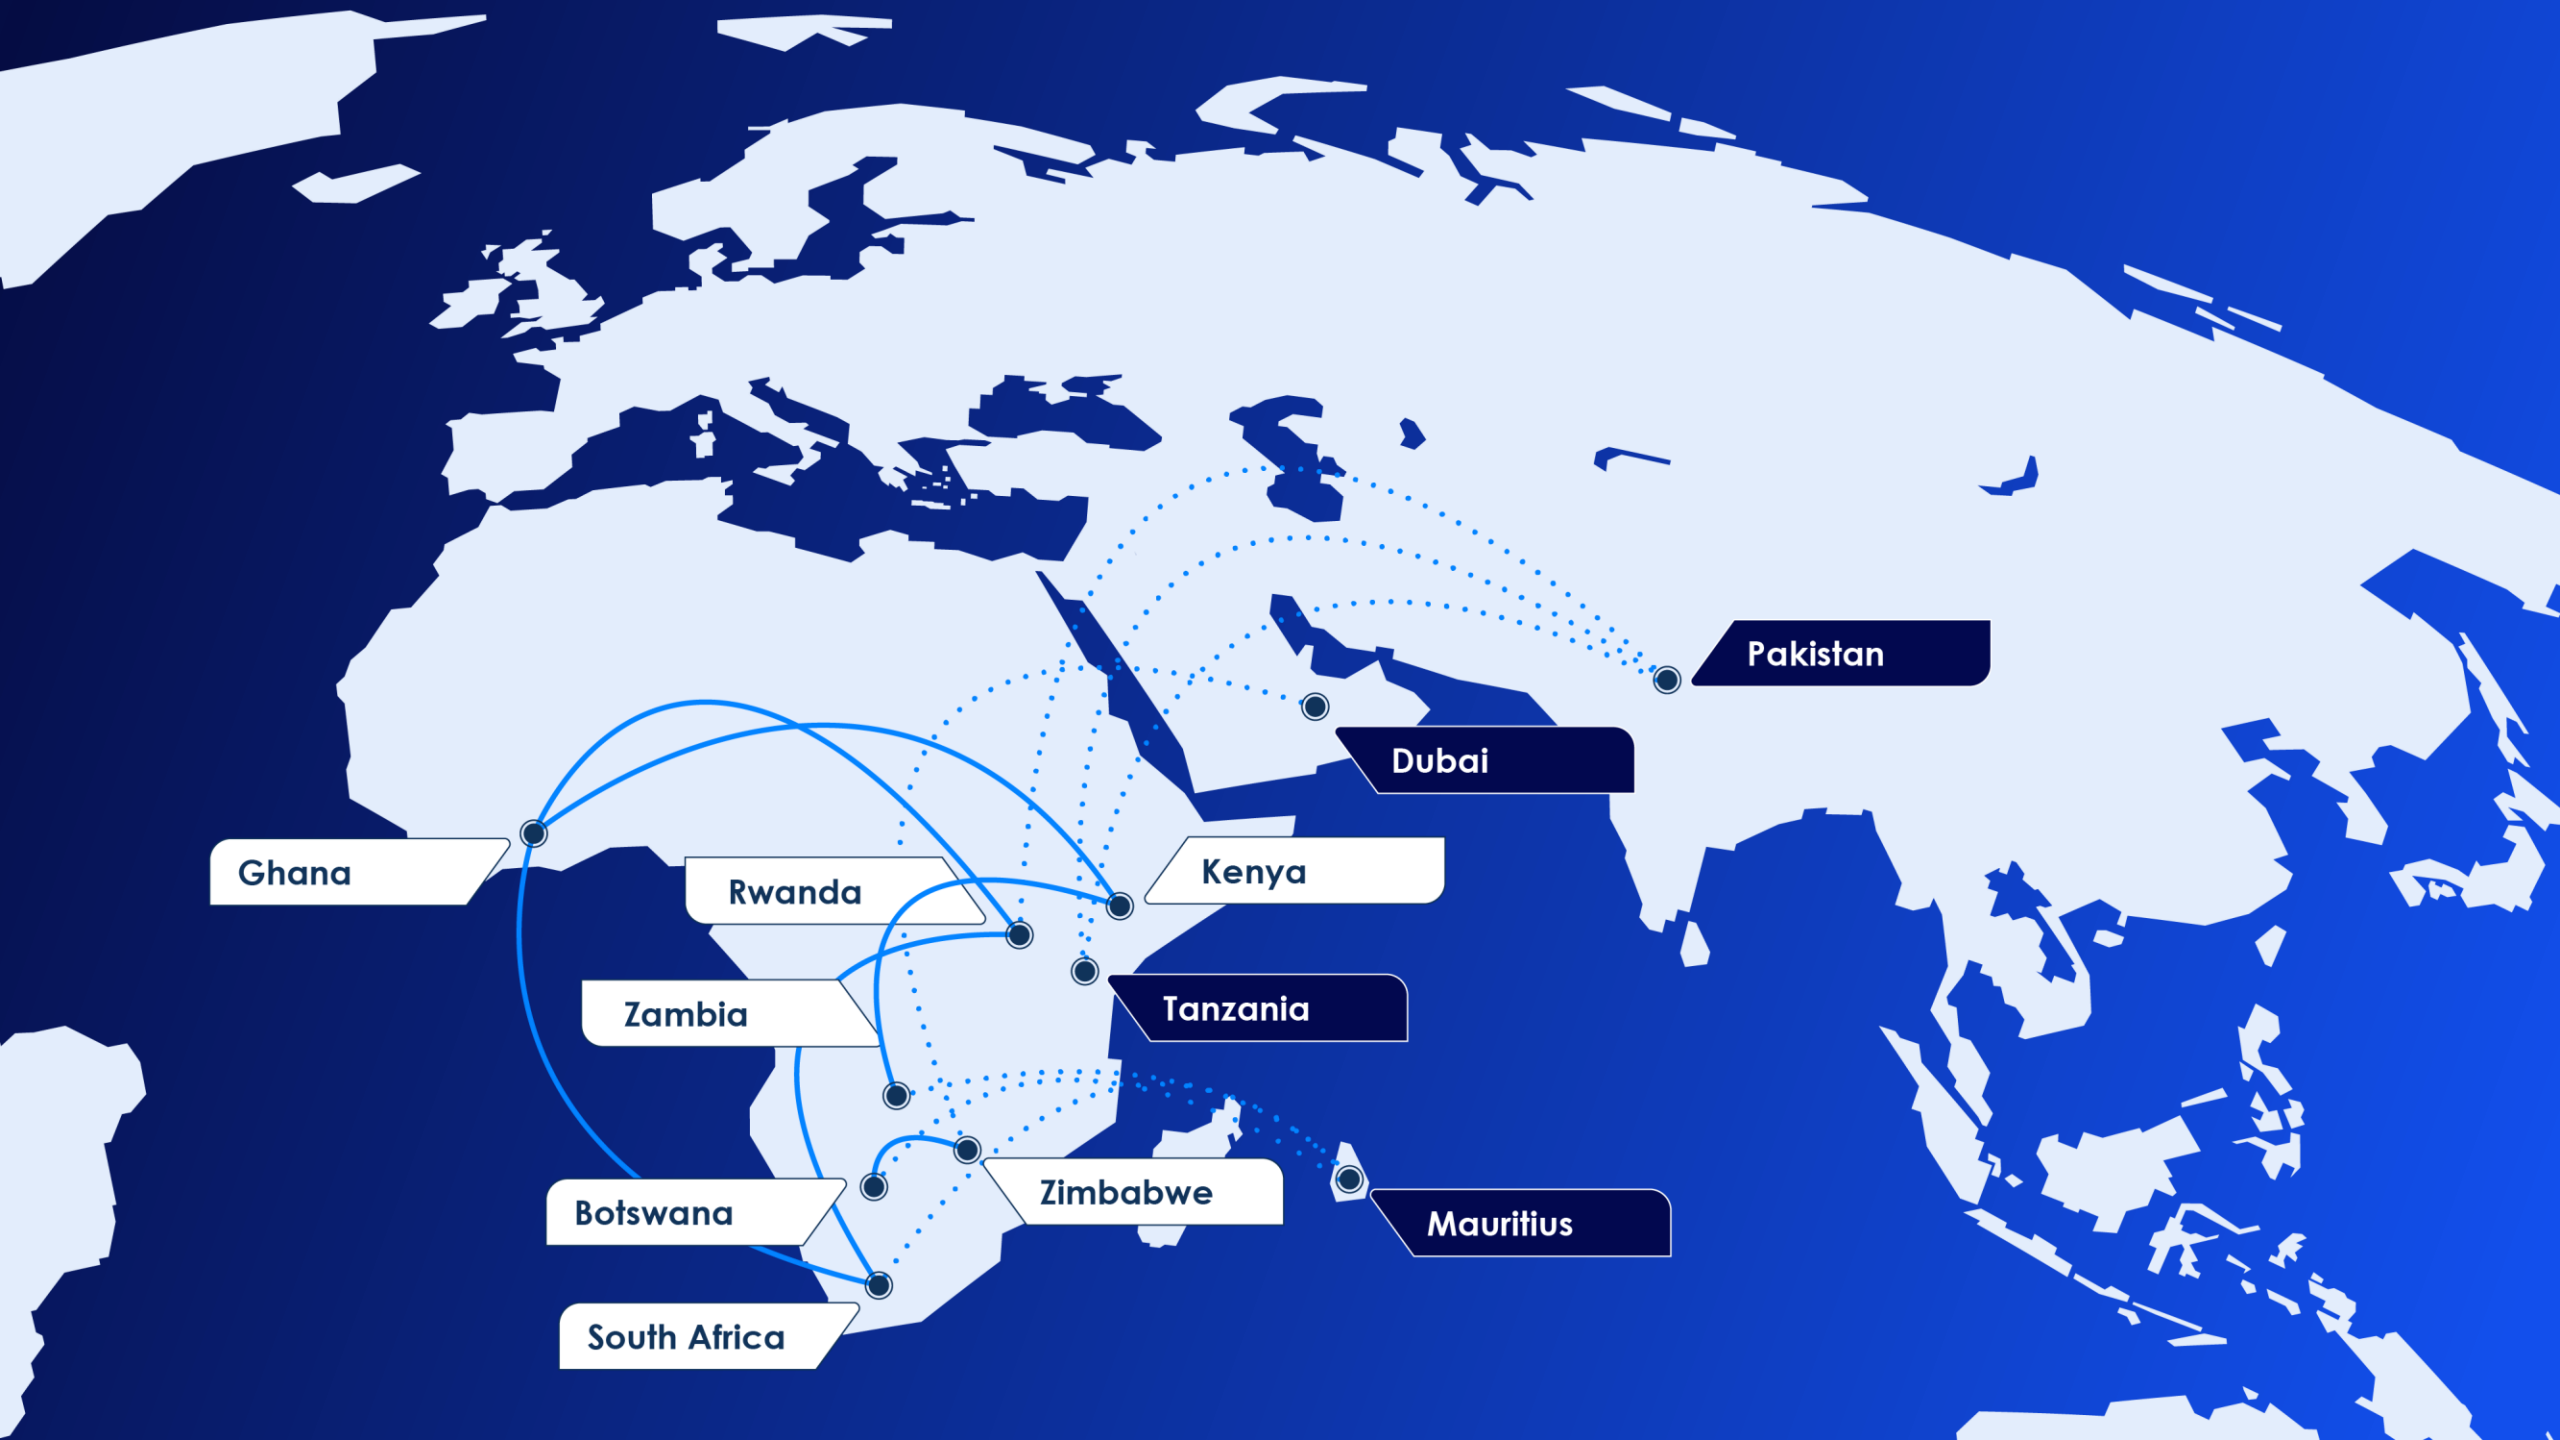 Pakistan
Dubai
Ghana
Rwanda
Kenya
Zambia
Tanzania
Botswana
Zimbabwe
Mauritius
South Africa